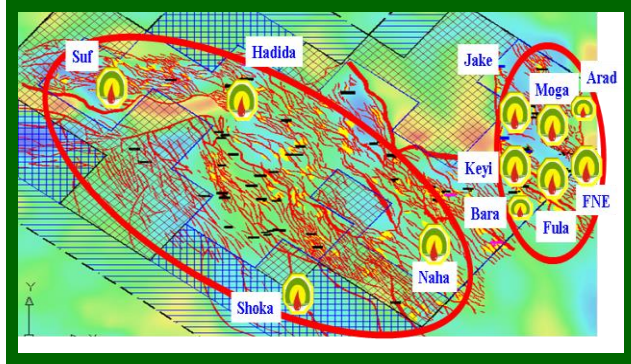 Suf
Hadida
Jake
Arad
Moga
Keyi
Bara
FNE
Fula
Naha
Shoka
Y